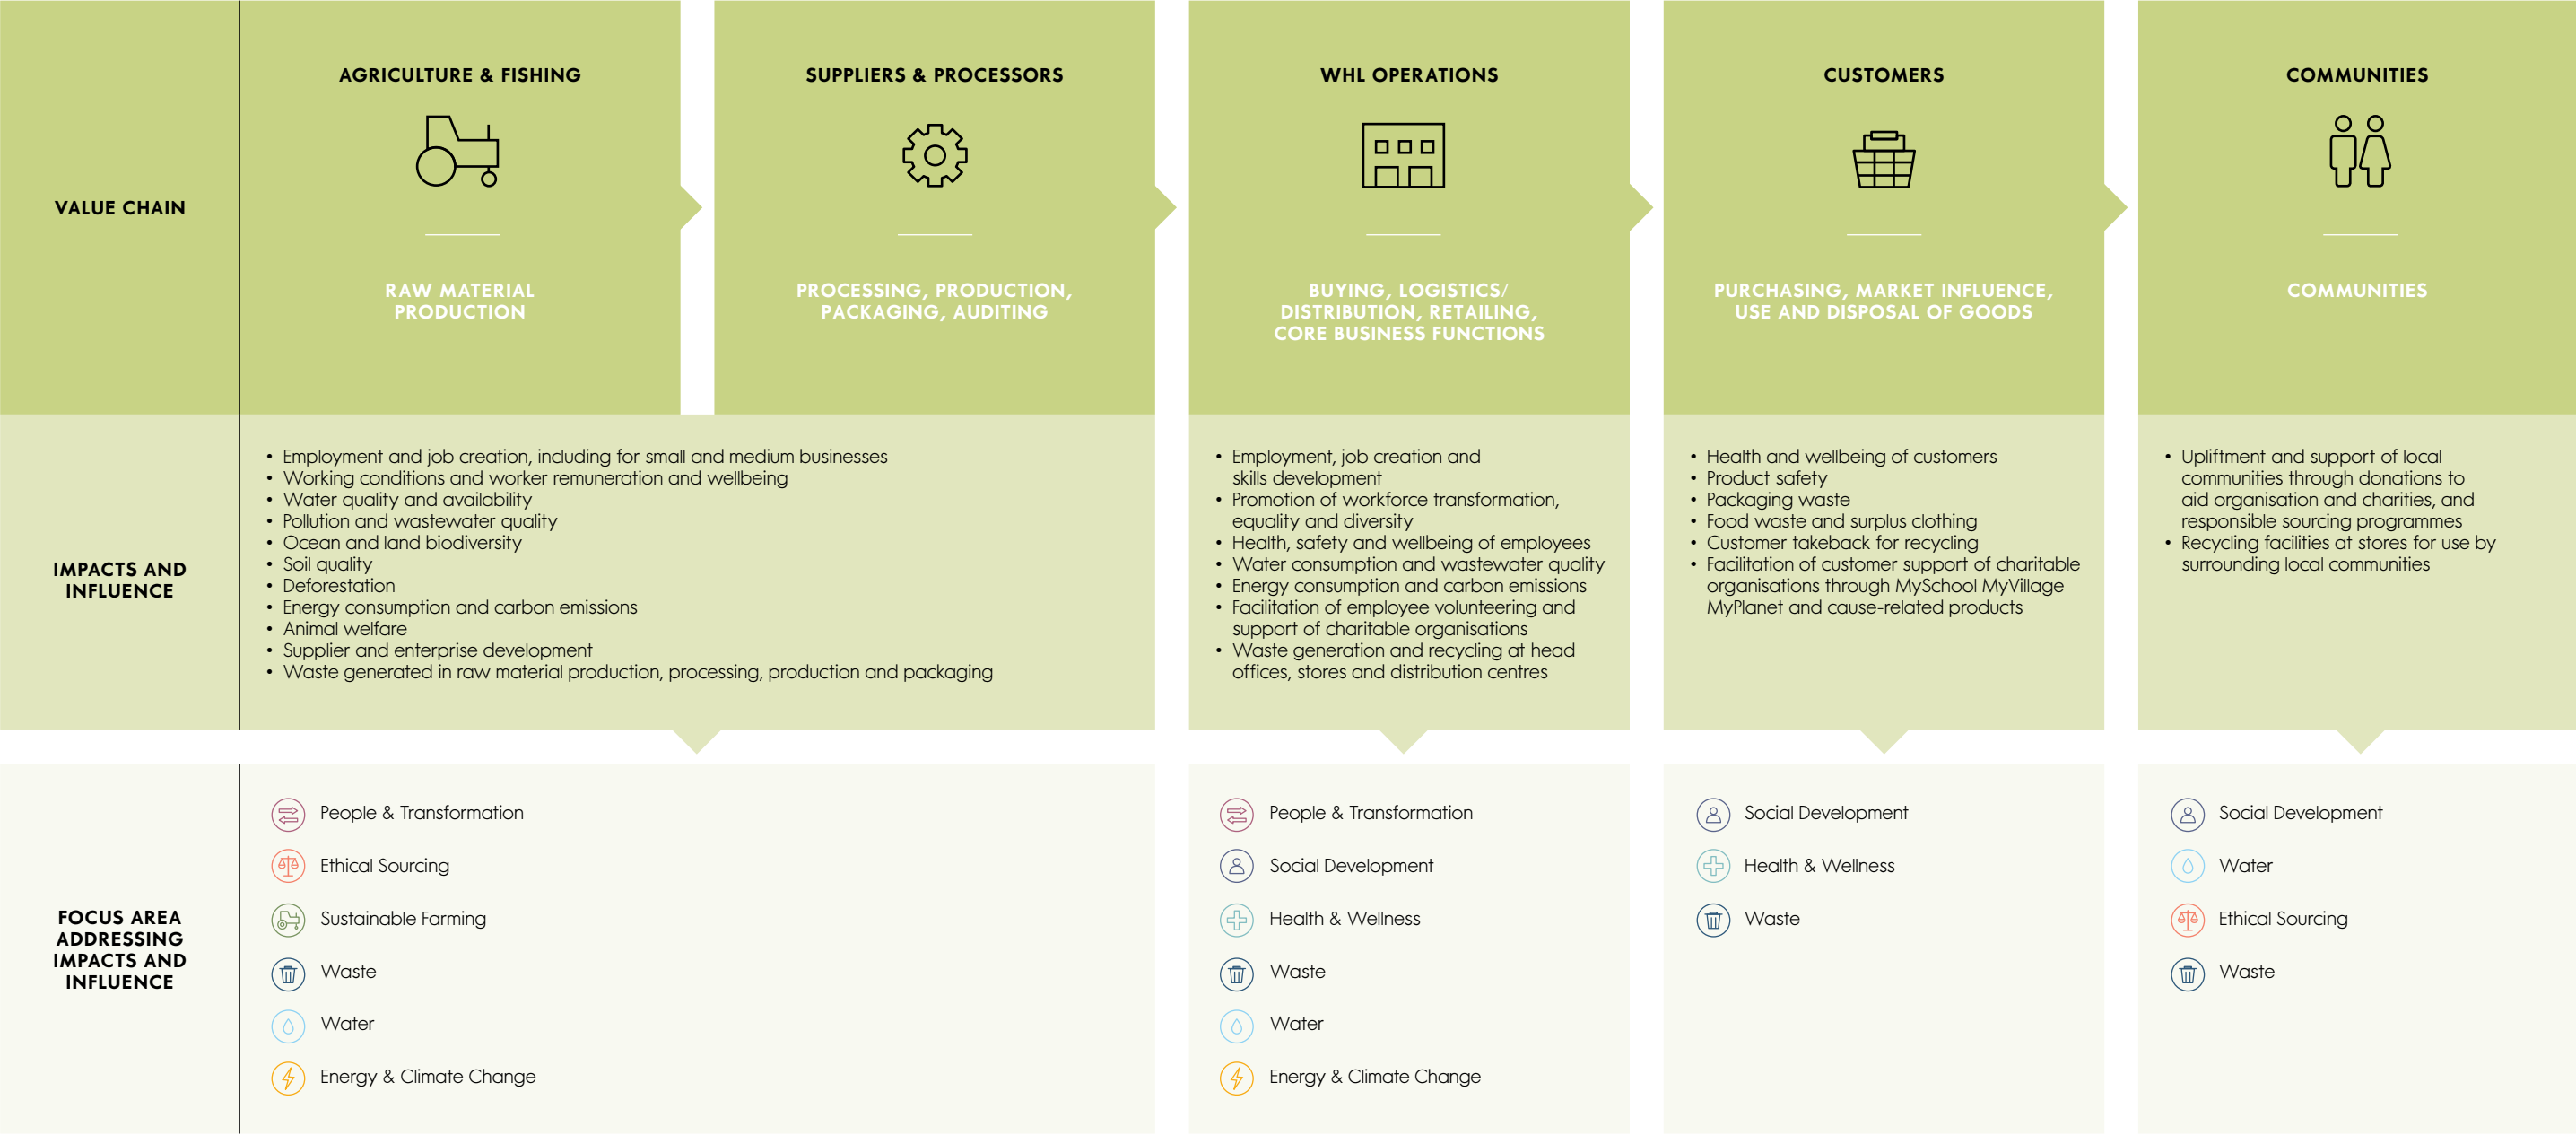 VALUE CHAIN
AGRICULTURE & FISHING
RAW MATERIAL
PRODUCTION
SUPPLIERS & PROCESSORS
PROCESSING, PRODUCTION,
PACKAGING, AUDITING
WHL OPERATIONS
BUYING, LOGISTICS/
DISTRIBUTION, RETAILING,
CORE BUSINESS FUNCTIONS
CUSTOMERS
PURCHASING, MARKET INFLUENCE,
USE AND DISPOSAL OF GOODS
COMMUNITIES
COMMUNITIES
IMPACTS AND
INFLUENCE
• Employment and job creation, including for small and medium businesses
• Working conditions and worker remuneration and wellbeing
• Water quality and availability
• Pollution and wastewater quality
• Ocean and land biodiversity
• Soil quality
• Deforestation
• Energy consumption and carbon emissions
• Animal welfare
• Supplier and enterprise development
• Waste generated in raw material production, processing, production and packaging
• Employment, job creation and
skills development
• Promotion of workforce transformation,
equality and diversity
• Health, safety and wellbeing of employees
• Water consumption and wastewater quality
• Energy consumption and carbon emissions
• Facilitation of employee volunteering and
support of charitable organisations
• Waste generation and recycling at head
offices, stores and distribution centres
• Health and wellbeing of customers
• Product safety
• Packaging waste
• Food waste and surplus clothing
• Customer takeback for recycling
• Facilitation of customer support of charitable
organisations through MySchool MyVillage
MyPlanet and cause-related products
• Upliftment and support of local
communities through donations to
aid organisation and charities, and
responsible sourcing programmes
• Recycling facilities at stores for use by
surrounding local communities
FOCUS AREA
ADDRESSING
IMPACTS AND
INFLUENCE
People & Transformation
Ethical Sourcing
Sustainable Farming
Waste
Water
Energy & Climate Change
People & Transformation
Social Development
Health & Wellness
Waste
Water
Energy & Climate Change
Social Development
Health & Wellness
Waste
Social Development
Water
Ethical Sourcing
Waste